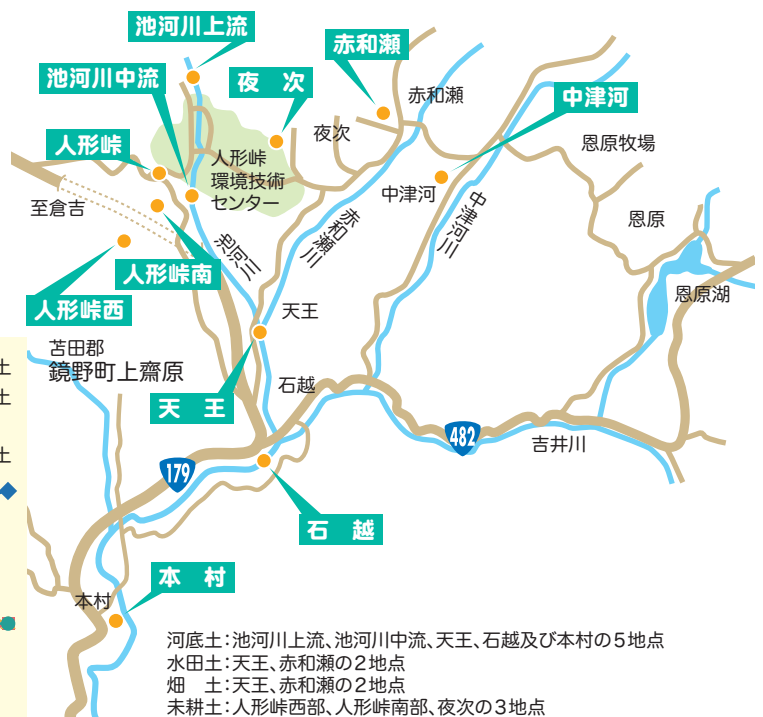 池河川上流
赤和瀬
池河川中流
夜 次
赤和瀬
中津河
人形峠
夜次
恩原牧場
人形峠
環境技術
センター
中津河
至倉吉
恩原
赤和瀬川
中津河川
池河川
人形峠南
人形峠西
恩原湖
天王
苫田郡
鏡野町上齋原
土
土
石越
天 王
482
吉井川
土
179
石 越
本 村
本村
河底土:池河川上流、池河川中流、天王、石越及び本村の5地点
水田土:天王、赤和瀬の2地点
畑 土:天王、赤和瀬の2地点
未耕土:人形峠西部、人形峠南部、夜次の3地点